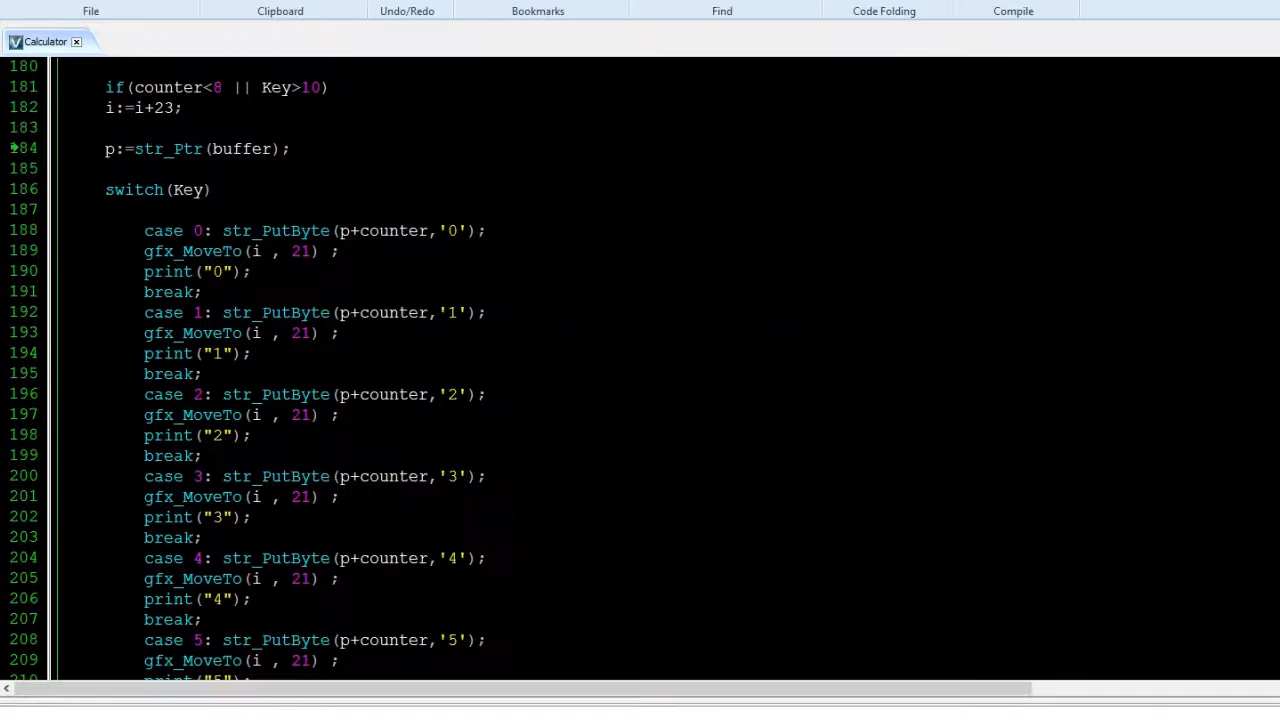 File Clipboard Undo/Redo Bookmarks Find Code Folding Compile
Calculator
180
181 if(counter<8 || Key>10)
182 i:=i+23;
183
184 p:=str_Ptr(buffer);
185
186 switch(Key)
187
188 case 0: str_PutByte(p+counter,'0');
189 gfx_MoveTo(i , 21) ;
190 print("0");
191 break;
192 case 1: str_PutByte(p+counter,'1');
193 gfx_MoveTo(i , 21) ;
194 print("1");
195 break;
196 case 2: str_PutByte(p+counter,'2');
197 gfx_MoveTo(i , 21) ;
198 print("2");
199 break;
200 case 3: str_PutByte(p+counter,'3');
201 gfx_MoveTo(i , 21) ;
202 print("3");
203 break;
204 case 4: str_PutByte(p+counter,'4');
205 gfx_MoveTo(i , 21) ;
206 print("4");
207 break;
208 case 5: str_PutByte(p+counter,'5');
209 gfx_MoveTo(i , 21) ;
210 print("5");